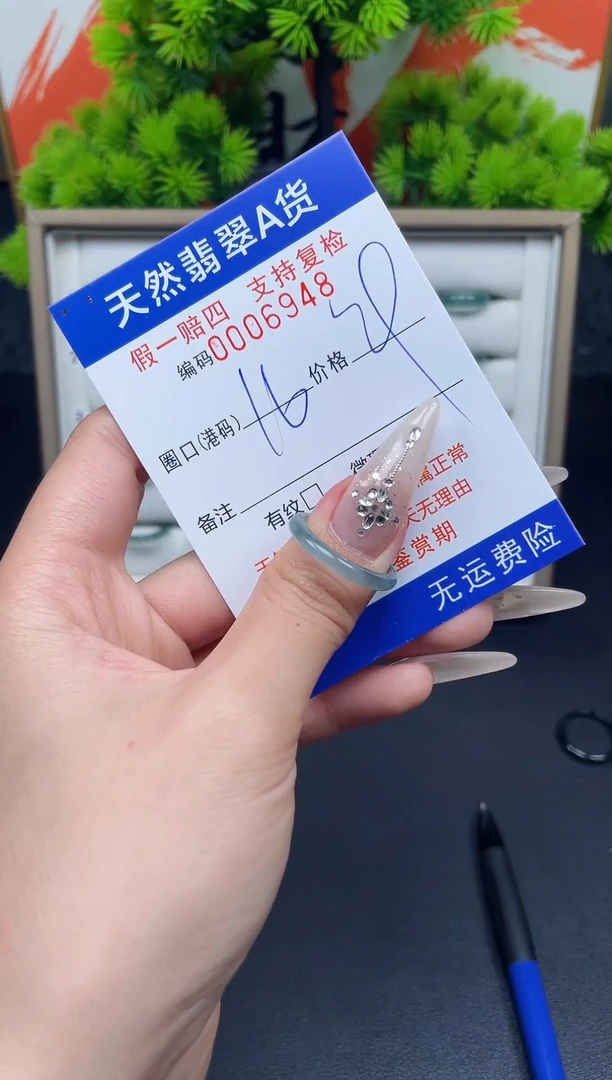 天然翡翠A货
假一赔四 支持复检
编码0006948
圈口(港码) 16 价格
备注
有纹□
属正常
天无理由
鉴赏期
无运费险